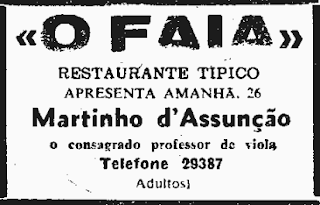 «O FAIA»
RESTAURANTE TIPICO
APRESENTA AMANHÃ, 26
Martinho d'Assunção
o consagrado professor de viola
Telefone 29387
Adultos)